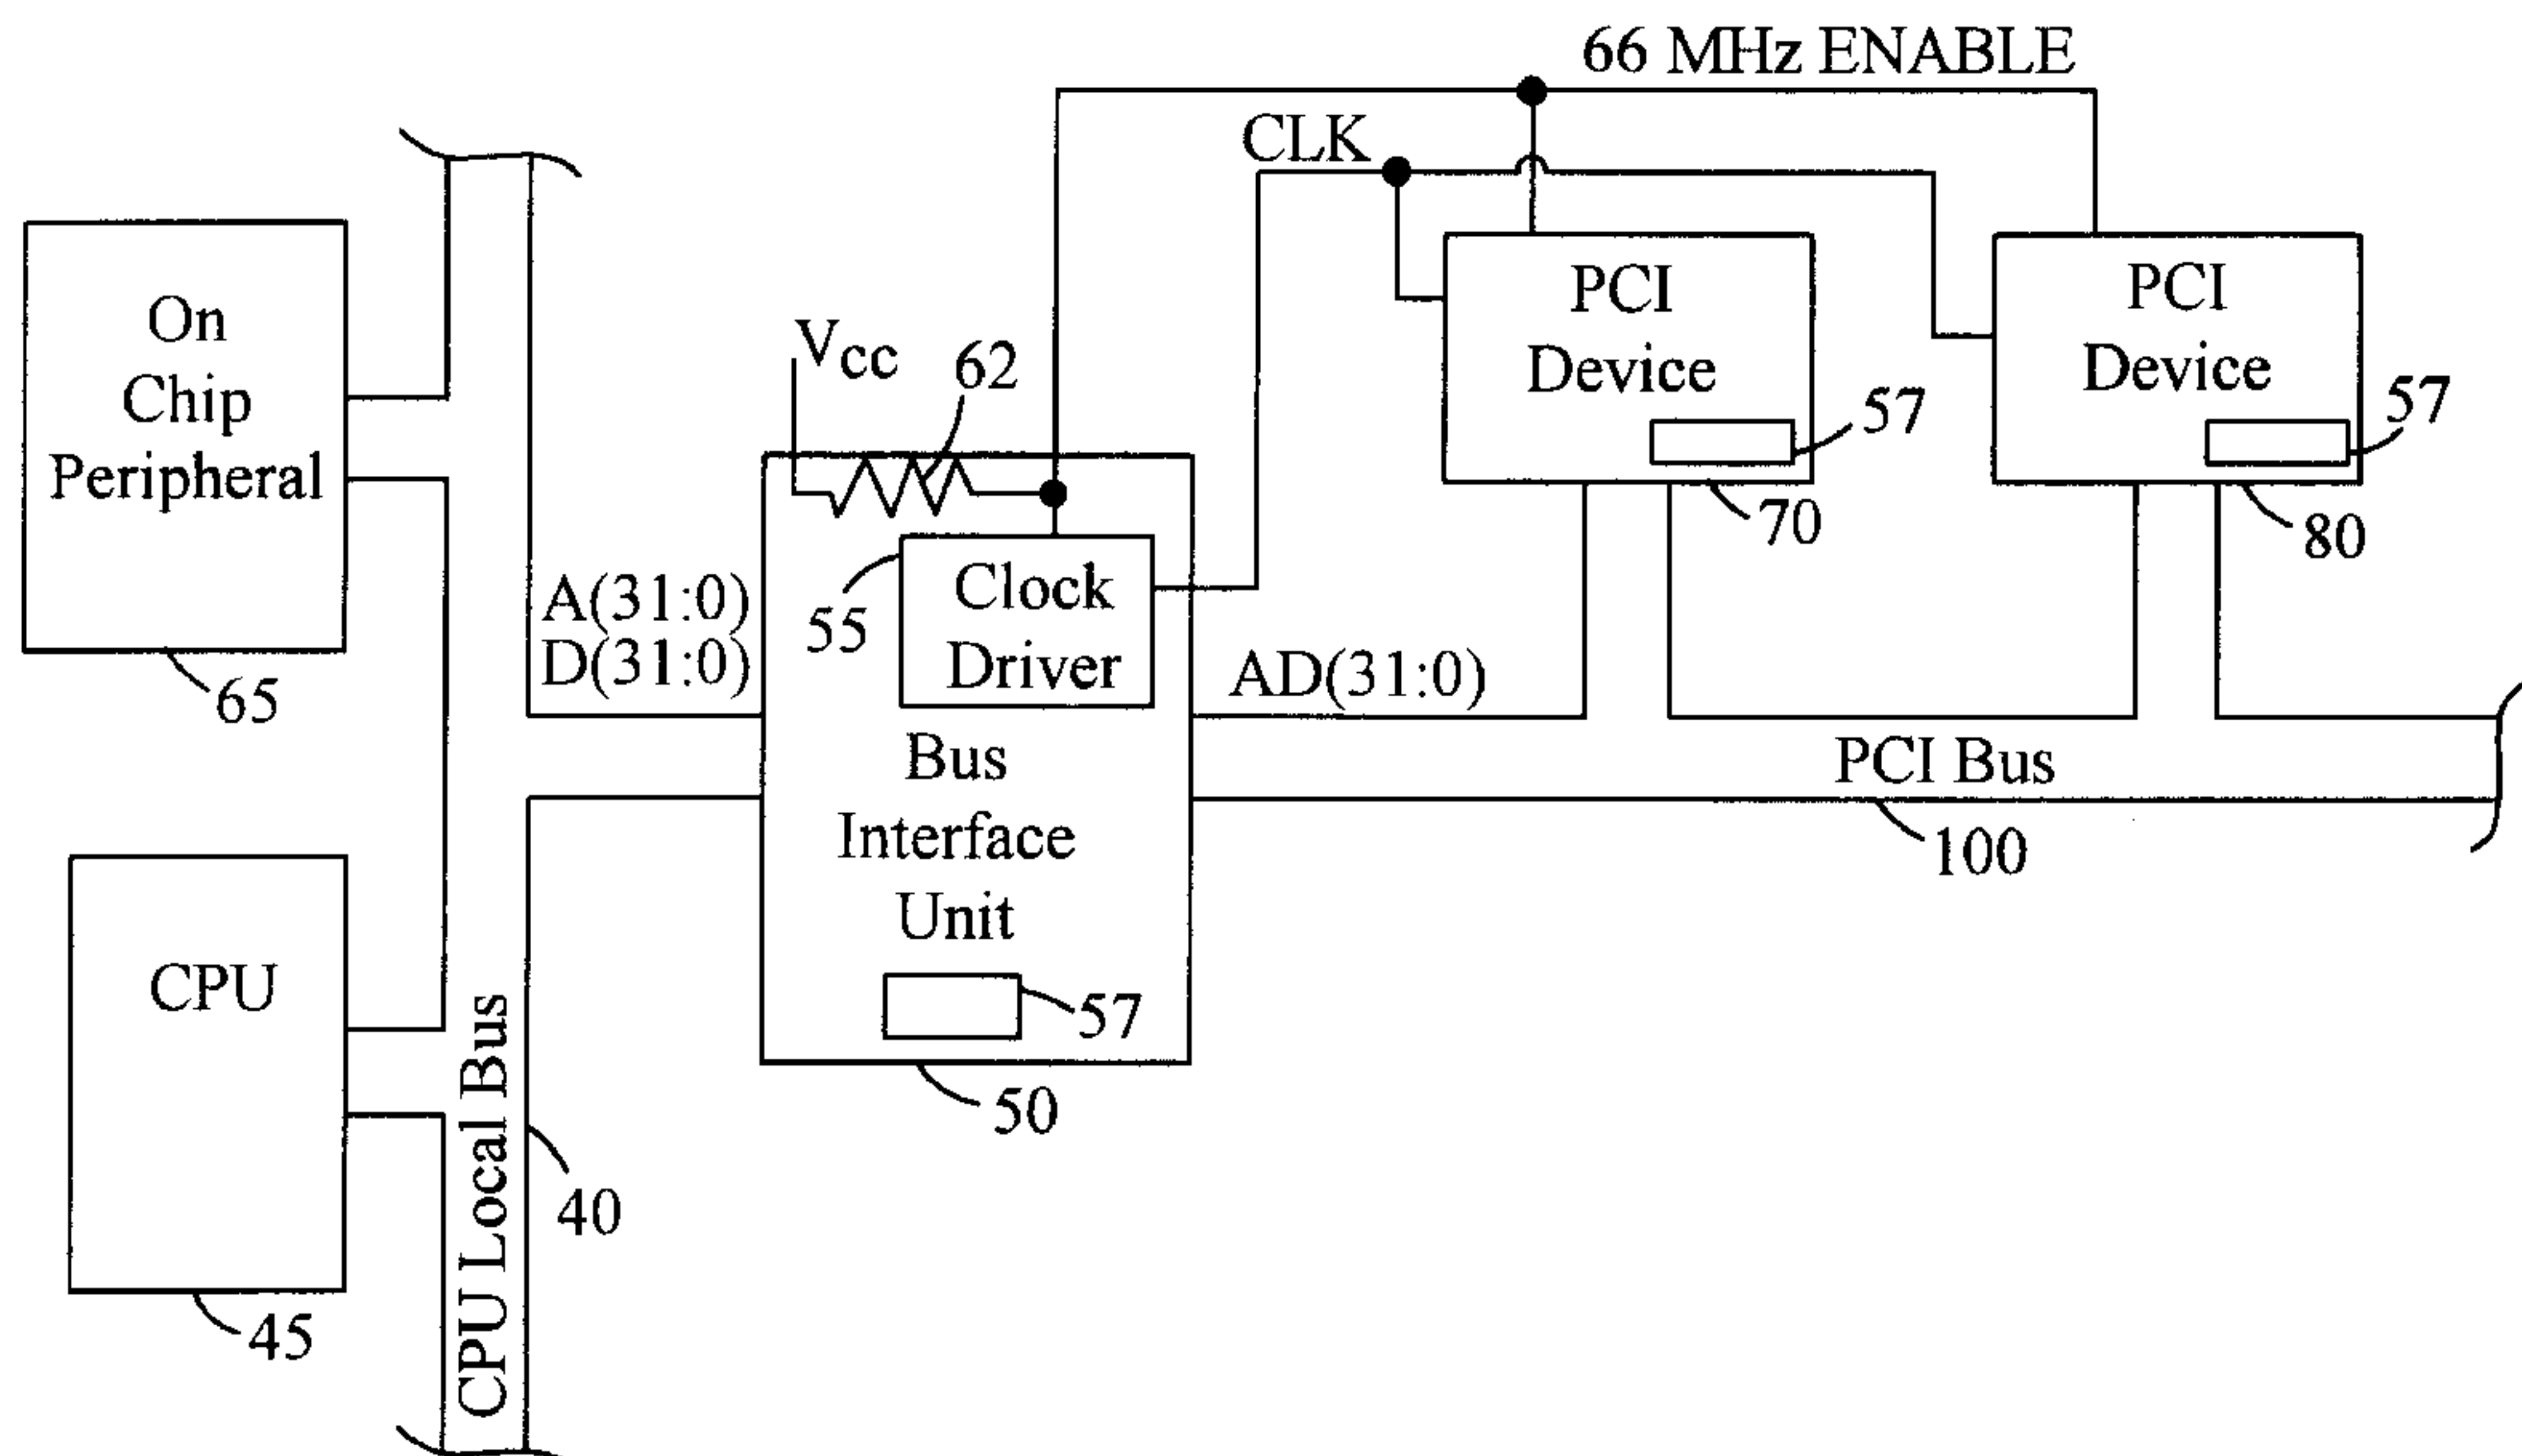 66 MHz ENABLE
CLK
On
Chip
Peripheral
65
VCC
62
PCI
Device
57
70
PCI
Device
57
80
A(31:0)
D(31:0)
55
Clock
Driver
AD(31:0)
Bus
Interface
Unit
57
50
PCI Bus
100
CPU
45
CPU Local Bus
40